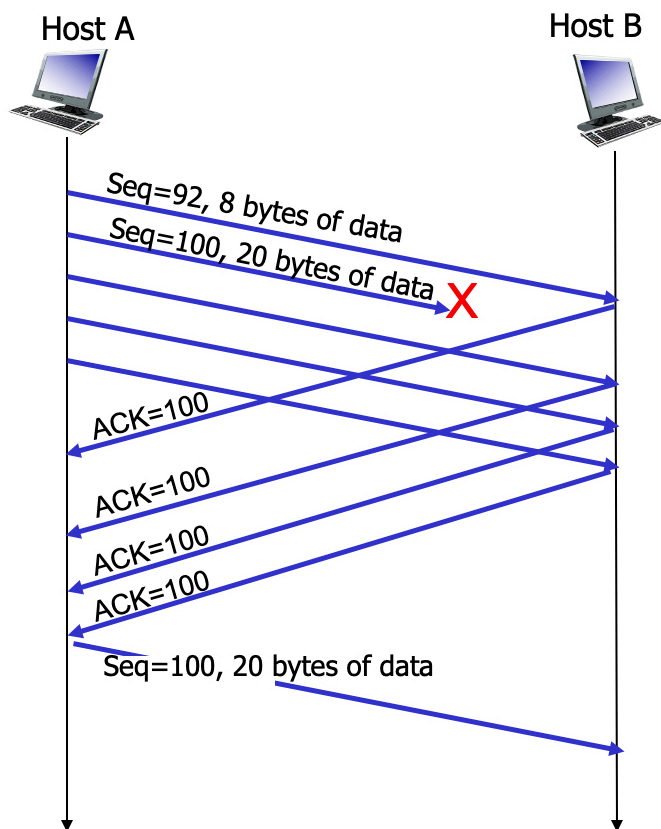 Host A
Host B
Seq=92, 8 bytes of data
Seq=100, 20 bytes of data
X
ACK=100
ACK=100
ACK=100
ACK=100
Seq=100, 20 bytes of data